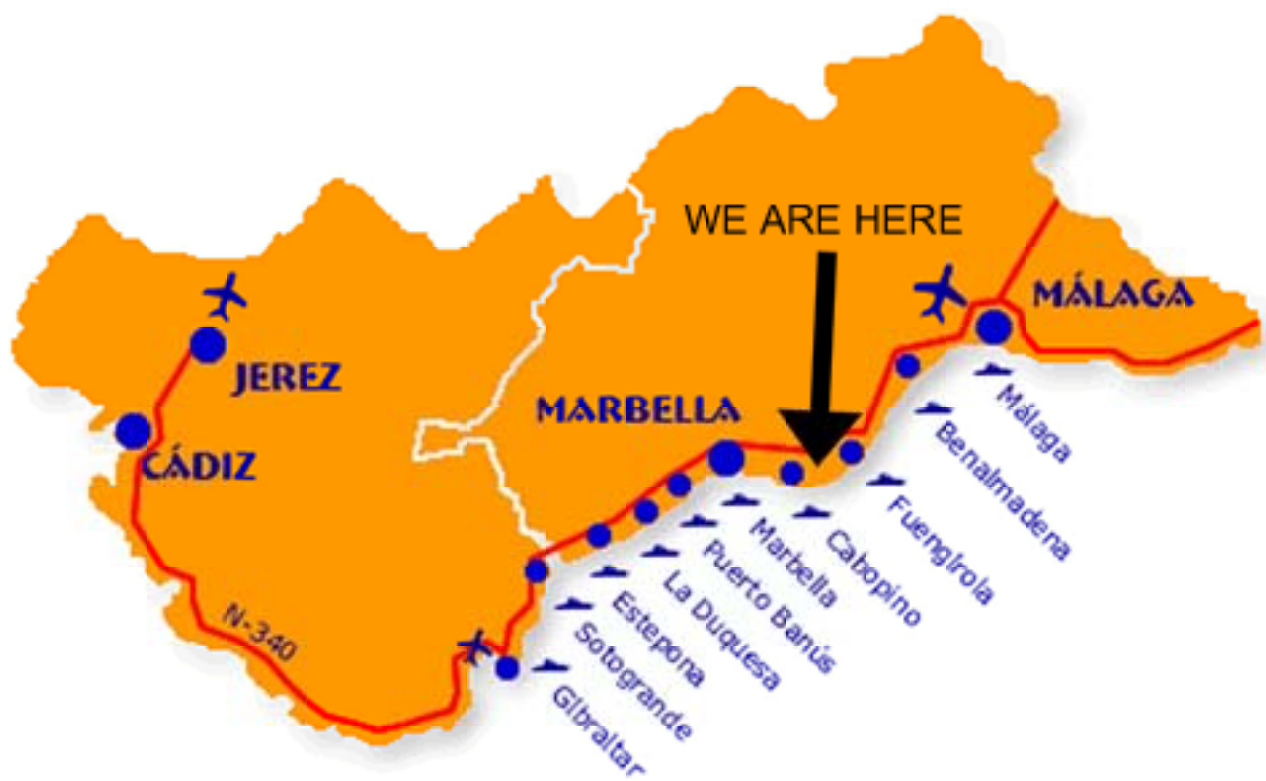 WE ARE HERE
MÁLAGA
JEREZ
MARBELLA
CÁDIZ
N-340
Málaga
Benalmadena
Fuengirola
Cabopino
Marbella
Puerto Banús
La Duquesa
Estepona
Sotogrande
Gibraltar